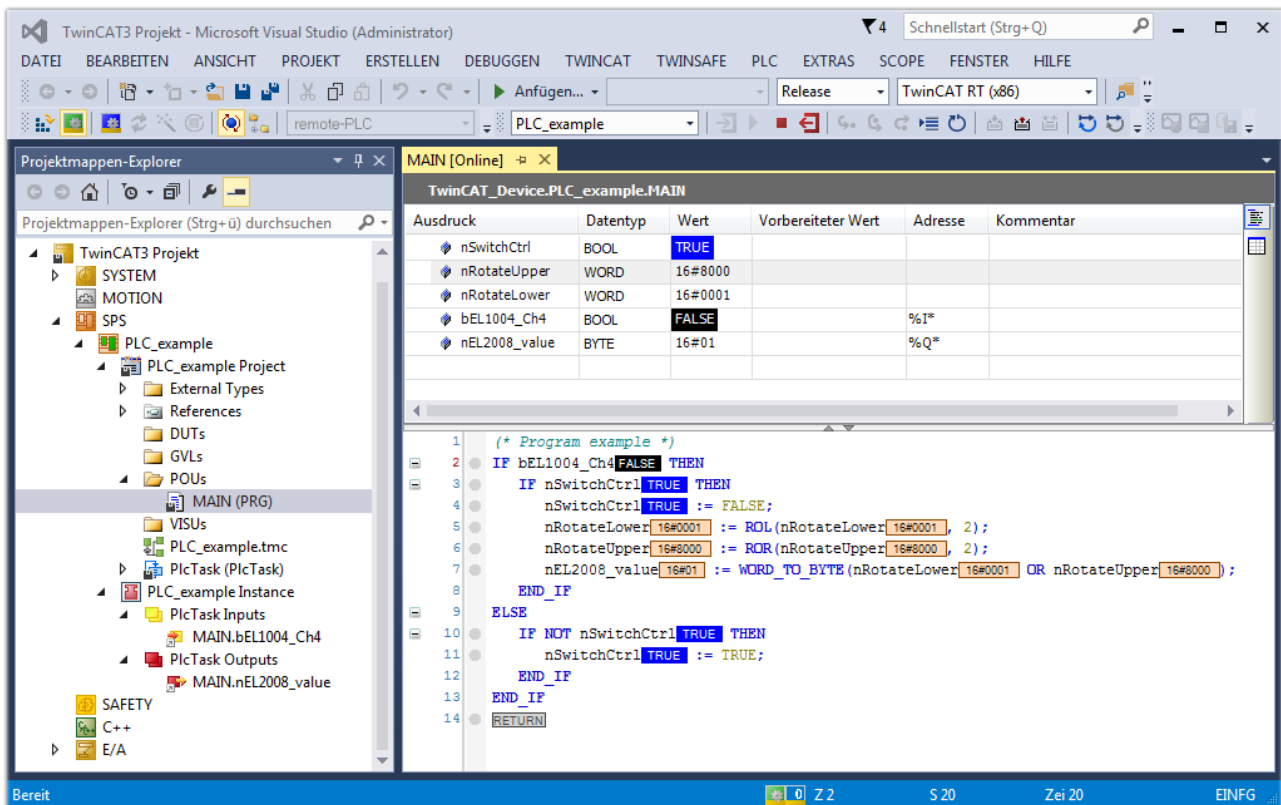 TwinCAT3 Projekt - Microsoft Visual Studio (Administrator) 4 Schnellstart (Strg+Q)
DATEI BEARBEITEN ANSICHT PROJEKT ERSTELLEN DEBUGGEN TWINCAT TWINSAFE PLC EXTRAS SCOPE FENSTER HILFE
Anfügen... Release TwinCAT RT (x86)
remote-PLC PLC_example
Projektmappen-Explorer
Projektmappen-Explorer (Strg+ü) durchsuchen
TwinCAT3 Projekt
SYSTEM
MOTION
SPS
PLC_example
PLC_example Project
External Types
References
DUTs
GVLs
POUs
MAIN (PRG)
VISUs
PLC_example.tmc
PlcTask (PlcTask)
PLC_example Instance
PlcTask Inputs
MAIN.bEL1004_Ch4
PlcTask Outputs
MAIN.nEL2008_value
SAFETY
C++
E/A
MAIN [Online]
TwinCAT_Device.PLC_example.MAIN
Ausdruck Datentyp Wert Vorbereiteter Wert Adresse Kommentar
nSwitchCtrl BOOL TRUE
nRotateUpper WORD 16#8000
nRotateLower WORD 16#0001
bEL1004_Ch4 BOOL FALSE %I*
nEL2008_value BYTE 16#01 %Q*
1 (* Program example *)
2 IF bEL1004_Ch4 FALSE THEN
3 IF nSwitchCtrl TRUE THEN
4 nSwitchCtrl TRUE := FALSE;
5 nRotateLower 16#0001 := ROL(nRotateLower 16#0001 , 2);
6 nRotateUpper 16#8000 := ROR(nRotateUpper 16#8000 , 2);
7 nEL2008_value 16#01 := WORD_TO_BYTE(nRotateLower 16#0001 OR nRotateUpper 16#8000 );
8 END_IF
9 ELSE
10 IF NOT nSwitchCtrl TRUE THEN
11 nSwitchCtrl TRUE := TRUE;
12 END_IF
13 END_IF
14 RETURN
Bereit 0 Z 2 S 20 Zei 20 EINFG